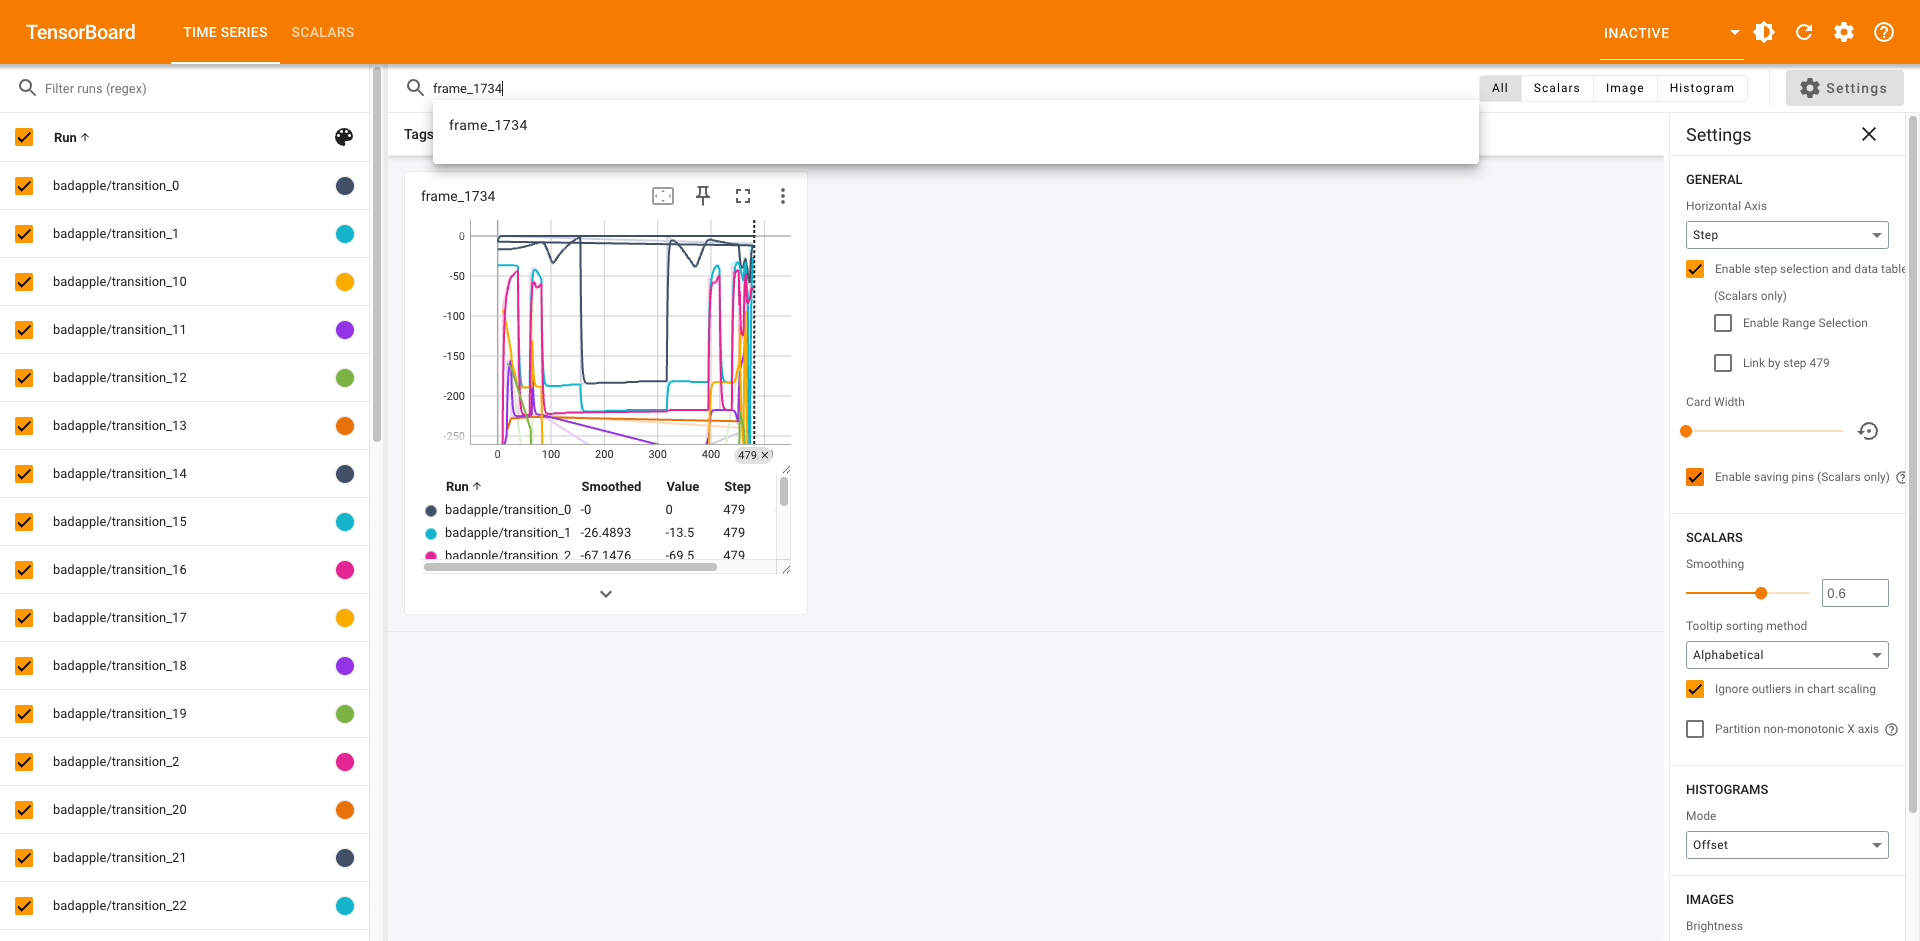 TensorBoard
TIME SERIES
SCALARS
INACTIVE
Filter runs (regex)
frame_1734
All
Scalars
Image
Histogram
Settings
frame_1734
Tags
Run
badapple/transition_0
badapple/transition_1
badapple/transition_10
badapple/transition_11
badapple/transition_12
badapple/transition_13
badapple/transition_14
badapple/transition_15
badapple/transition_16
badapple/transition_17
badapple/transition_18
badapple/transition_19
badapple/transition_2
badapple/transition_20
badapple/transition_21
badapple/transition_22
frame_1734
0
-50
-100
-150
-200
-250
0 100 200 300 400 479
Run Smoothed Value Step
badapple/transition_0 -0 0 479
badapple/transition_1 -26.4893 -13.5 479
badapple/transition_2 -67.1476 -69.5 479
Settings
GENERAL
Horizontal Axis
Step
Enable step selection and data table
(Scalars only)
Enable Range Selection
Link by step 479
Card Width
Enable saving pins (Scalars only)
SCALARS
Smoothing
0.6
Tooltip sorting method
Alphabetical
Ignore outliers in chart scaling
Partition non-monotonic X axis
HISTOGRAMS
Mode
Offset
IMAGES
Brightness